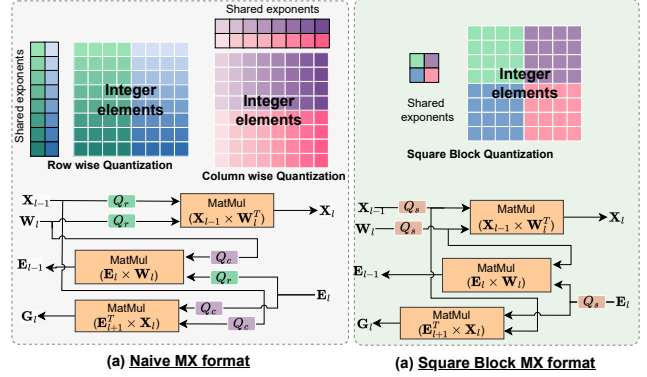 Shared exponents
Shared exponents
Integer
elements
Row wise Quantization
Integer
elements
Column wise Quantization
X_{l−1}
Q_r
MatMul
(X_{l−1} × W_l^T)
X_l
W_l
Q_r
E_{l−1}
MatMul
(E_l × W_l)
Q_c
Q_r
E_l
G_l
MatMul
(E_{l+1}^T × X_l)
Q_c
Q_c
(a) Naive MX format
Shared
exponents
Integer
elements
Square Block Quantization
X_{l−1}
Q_s
MatMul
(X_{l−1} × W_l^T)
X_l
W_l
Q_s
E_{l−1}
MatMul
(E_l × W_l)
Q_s
E_l
G_l
MatMul
(E_{l+1}^T × X_l)
(a) Square Block MX format